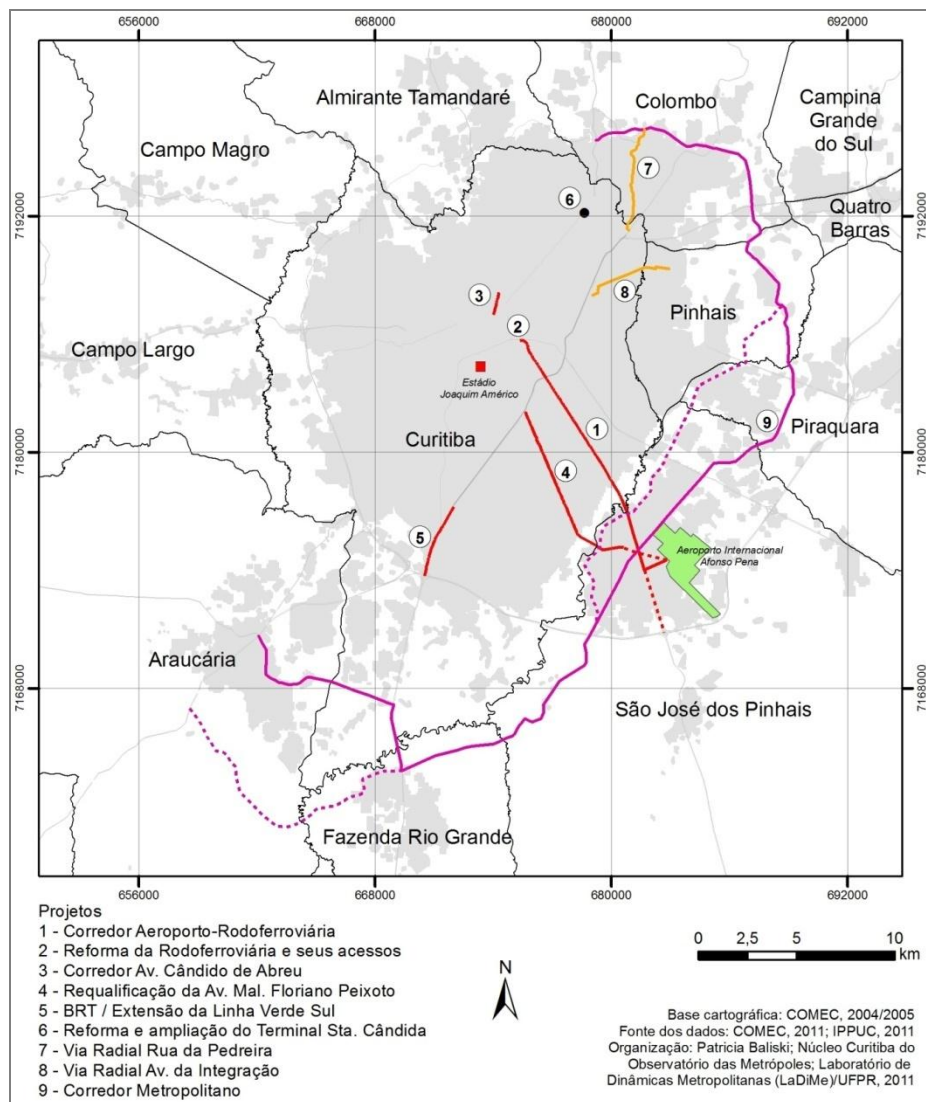 656000
668000
680000
692000
Almirante Tamandaré
Colombo
Campina
Grande
do Sul
Campo Magro
7
6
7192000
7192000
Quatro
Barras
3
8
2
Pinhais
Campo Largo
Estádio
Joaquim Américo
Curitiba
1
9
Piraquara
7180000
7180000
4
5
Aeroporto Internacional
Afonso Pena
Araucária
7168000
7168000
São José dos Pinhais
Fazenda Rio Grande
656000
668000
680000
692000
Projetos
1 - Corredor Aeroporto-Rodoferroviária
2 - Reforma da Rodoferroviária e seus acessos
3 - Corredor Av. Cândido de Abreu
4 - Requalificação da Av. Mal. Floriano Peixoto
5 - BRT / Extensão da Linha Verde Sul
6 - Reforma e ampliação do Terminal Sta. Cândida
7 - Via Radial Rua da Pedreira
8 - Via Radial Av. da Integração
9 - Corredor Metropolitano
N
0 2,5 5 10
km
Base cartográfica: COMEC, 2004/2005
Fonte dos dados: COMEC, 2011; IPPUC, 2011
Organização: Patricia Baliski; Núcleo Curitiba do
Observatório das Metrópoles; Laboratório de
Dinâmicas Metropolitanas (LaDiMe)/UFPR, 2011